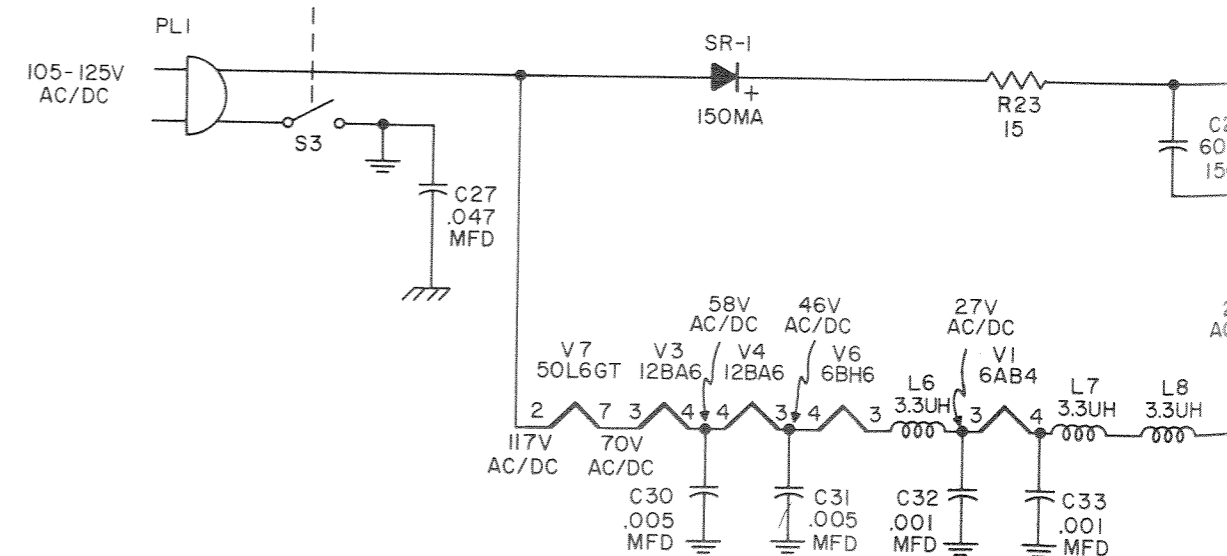 PL1
105-125V
AC/DC
S3
C27
.047
MFD
SR-1
+
150MA
R23
15
58V
AC/DC
46V
AC/DC
27V
AC/DC
V7
50L6GT
V3
12BA6
V4
12BA6
V6
6BH6
L6
3.3UH
V1
6AB4
L7
3.3UH
L8
3.3UH
2 7 3 4 4 3 4 3 3 4
117V
AC/DC
70V
AC/DC
C30
.005
MFD
C31
.005
MFD
C32
.001
MFD
C33
.001
MFD